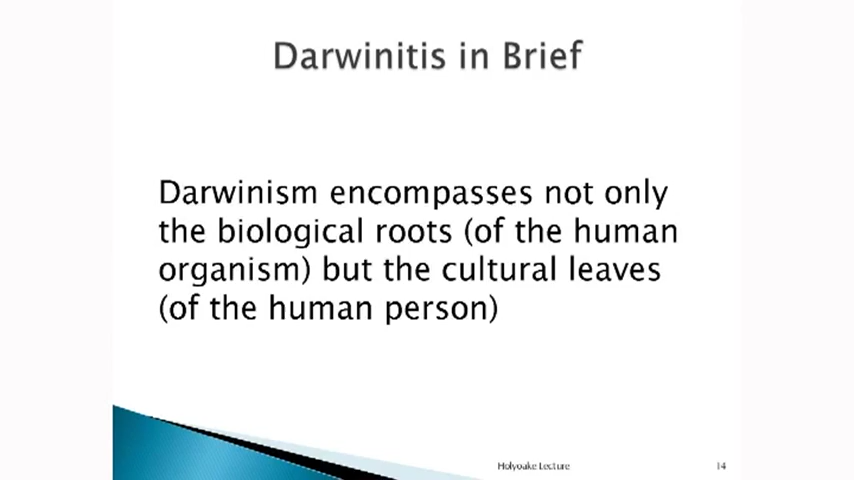 Darwinitis in Brief
Darwinism encompasses not only
the biological roots (of the human
organism) but the cultural leaves
(of the human person)
Holyoake Lecture
14